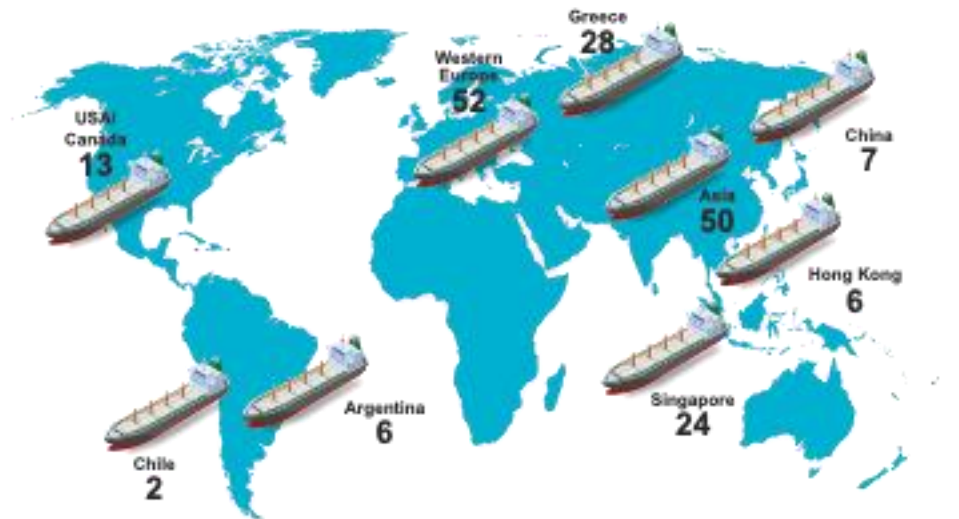 Greece
28
Western
Europe
52
USA/
Canada
13
China
7
Asia
50
Hong Kong
6
Singapore
24
Argentina
6
Chile
2